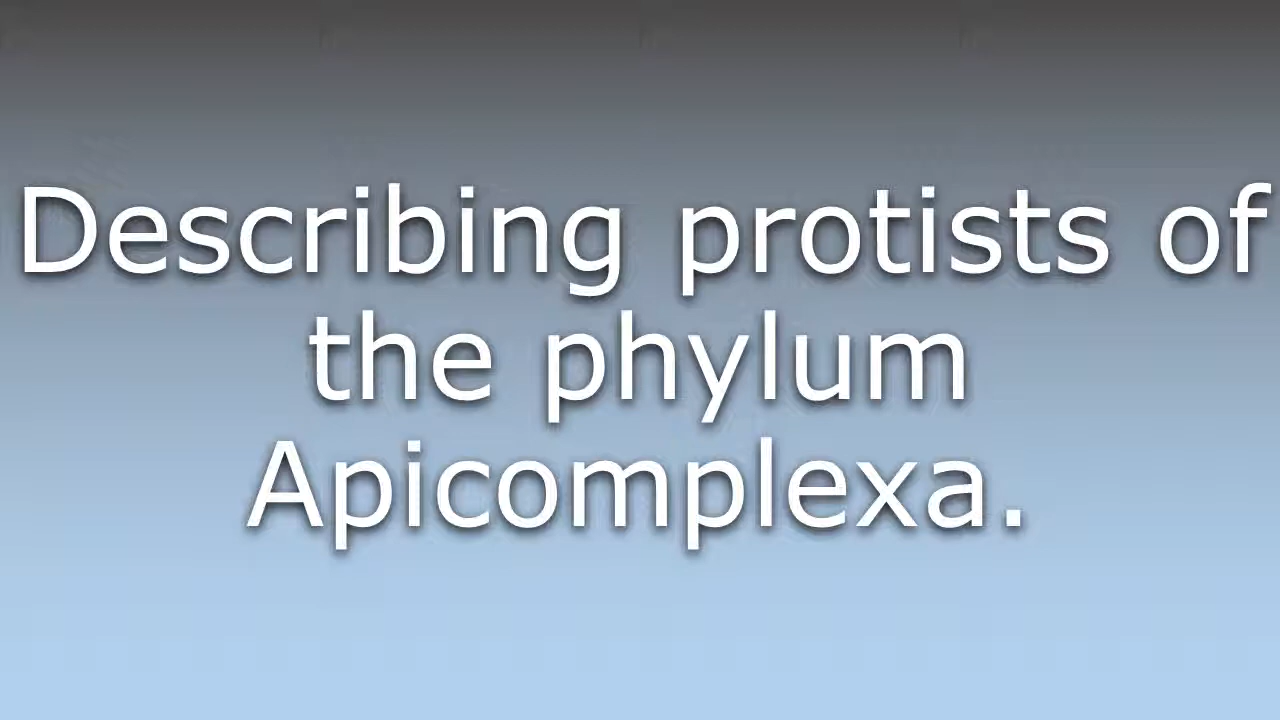 Describing protists of
the phylum
Apicomplexa.